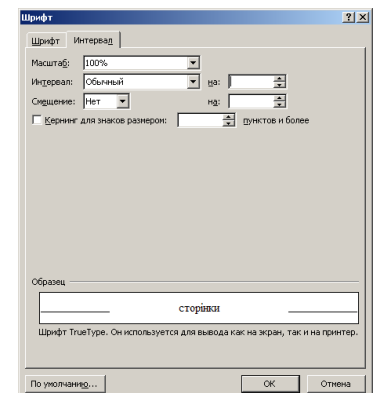 Шрифт
Шрифт Интервал
Масштаб: 100%
Интервал: Обычный на:
Смещение: Нет на:
Кернинг для знаков размером: пунктов и более
Образец
сторінки
Шрифт TrueType. Он используется для вывода как на экран, так и на принтер.
По умолчанию... ОК Отмена